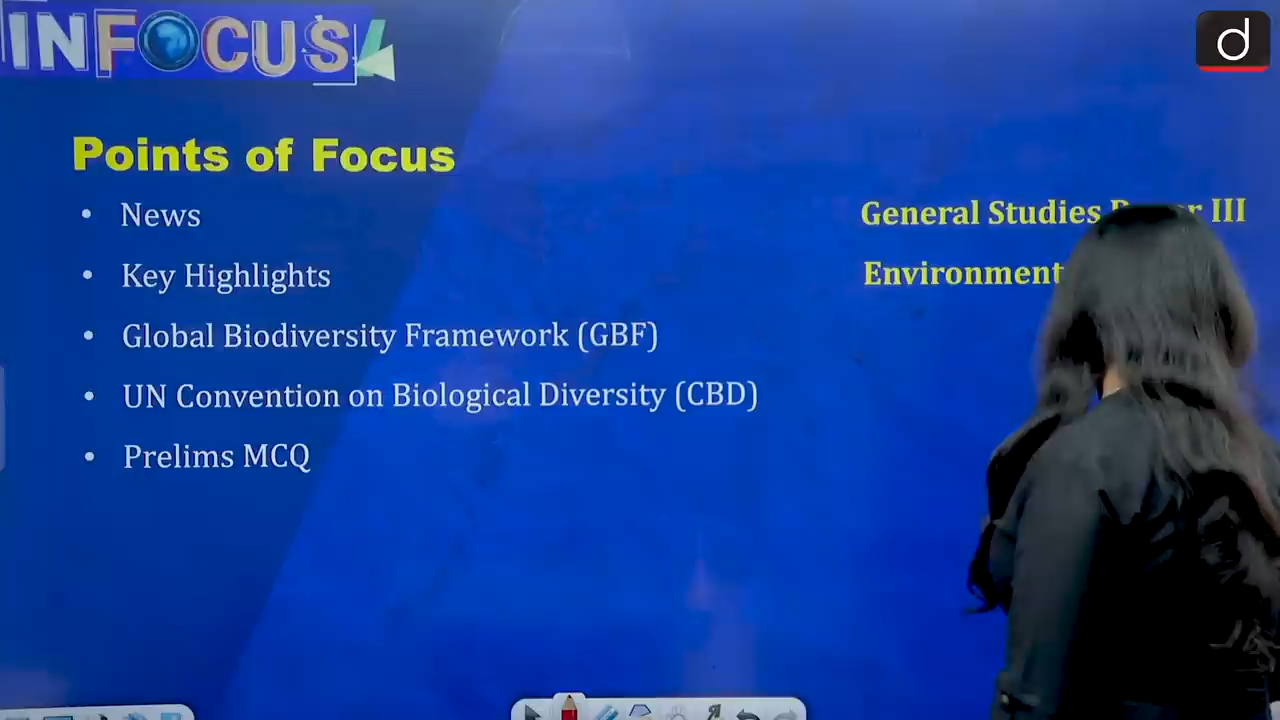 INFOCUS
d
Points of Focus
• News
• Key Highlights
• Global Biodiversity Framework (GBF)
• UN Convention on Biological Diversity (CBD)
• Prelims MCQ
General Studies III
Environment